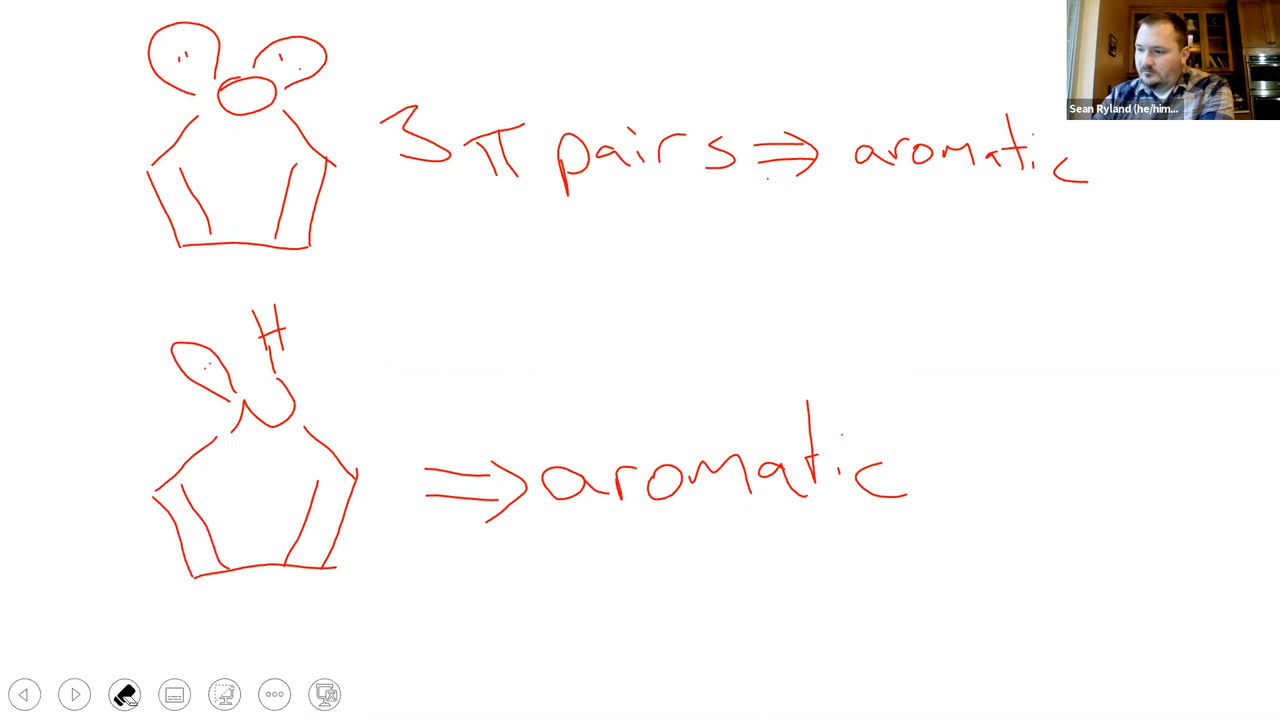 Sean Ryland (he/him...
O
3 π pairs ⇒ aromatic
H
N
⇒ aromatic